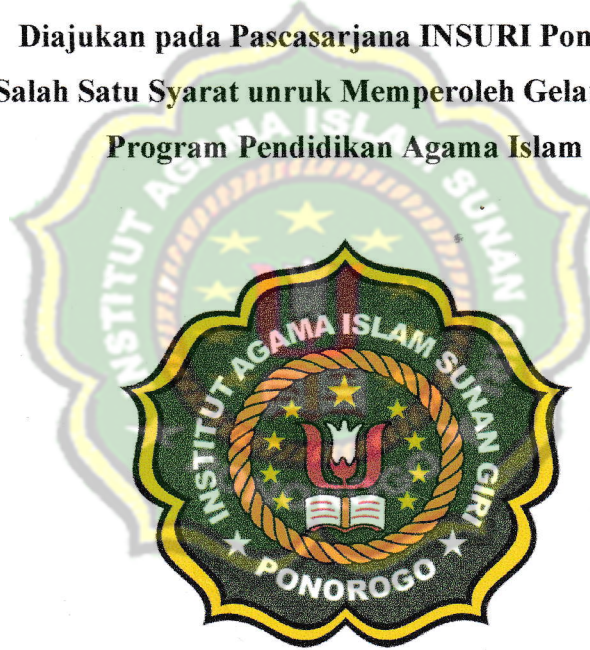 Diajukan pada Pascasarjana INSURI Pon
Salah Satu Syarat unruk Memperoleh Gela
Program Pendidikan Agama Islam
INSTITUT AGAMA ISLAM SUNAN GIRI
PONOROGO